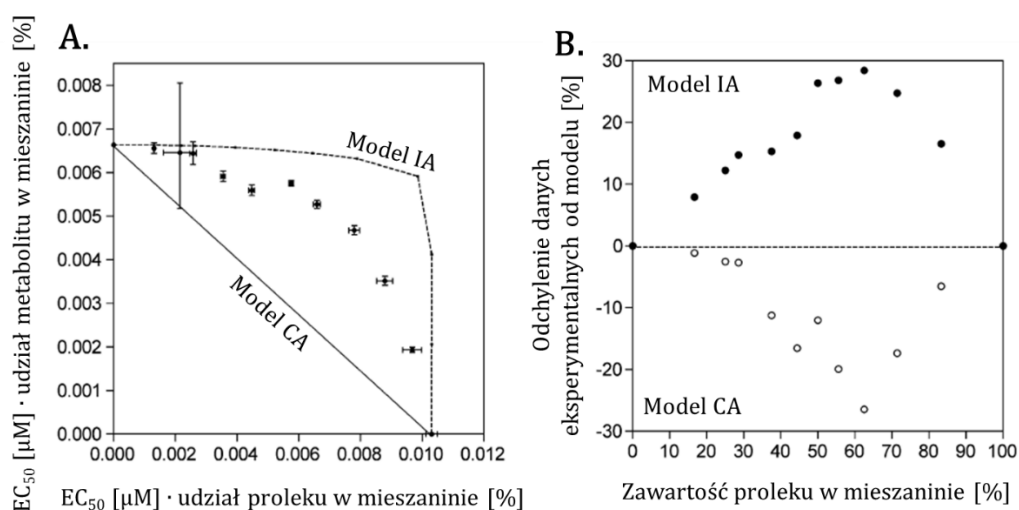 A.
EC50 [µM] · udział metabolitu w mieszaninie [%]
0.008
0.007
0.006
0.005
0.004
0.003
0.002
0.001
0.000
Model IA
Model CA
0.000 0.002 0.004 0.006 0.008 0.010 0.012
EC50 [µM] · udział proleku w mieszaninie [%]
B.
Odchylenie danych
eksperymentalnych od modelu [%]
30
20
10
0
-10
-20
-30
Model IA
Model CA
0 10 20 30 40 50 60 70 80 90 100
Zawartość proleku w mieszaninie [%]